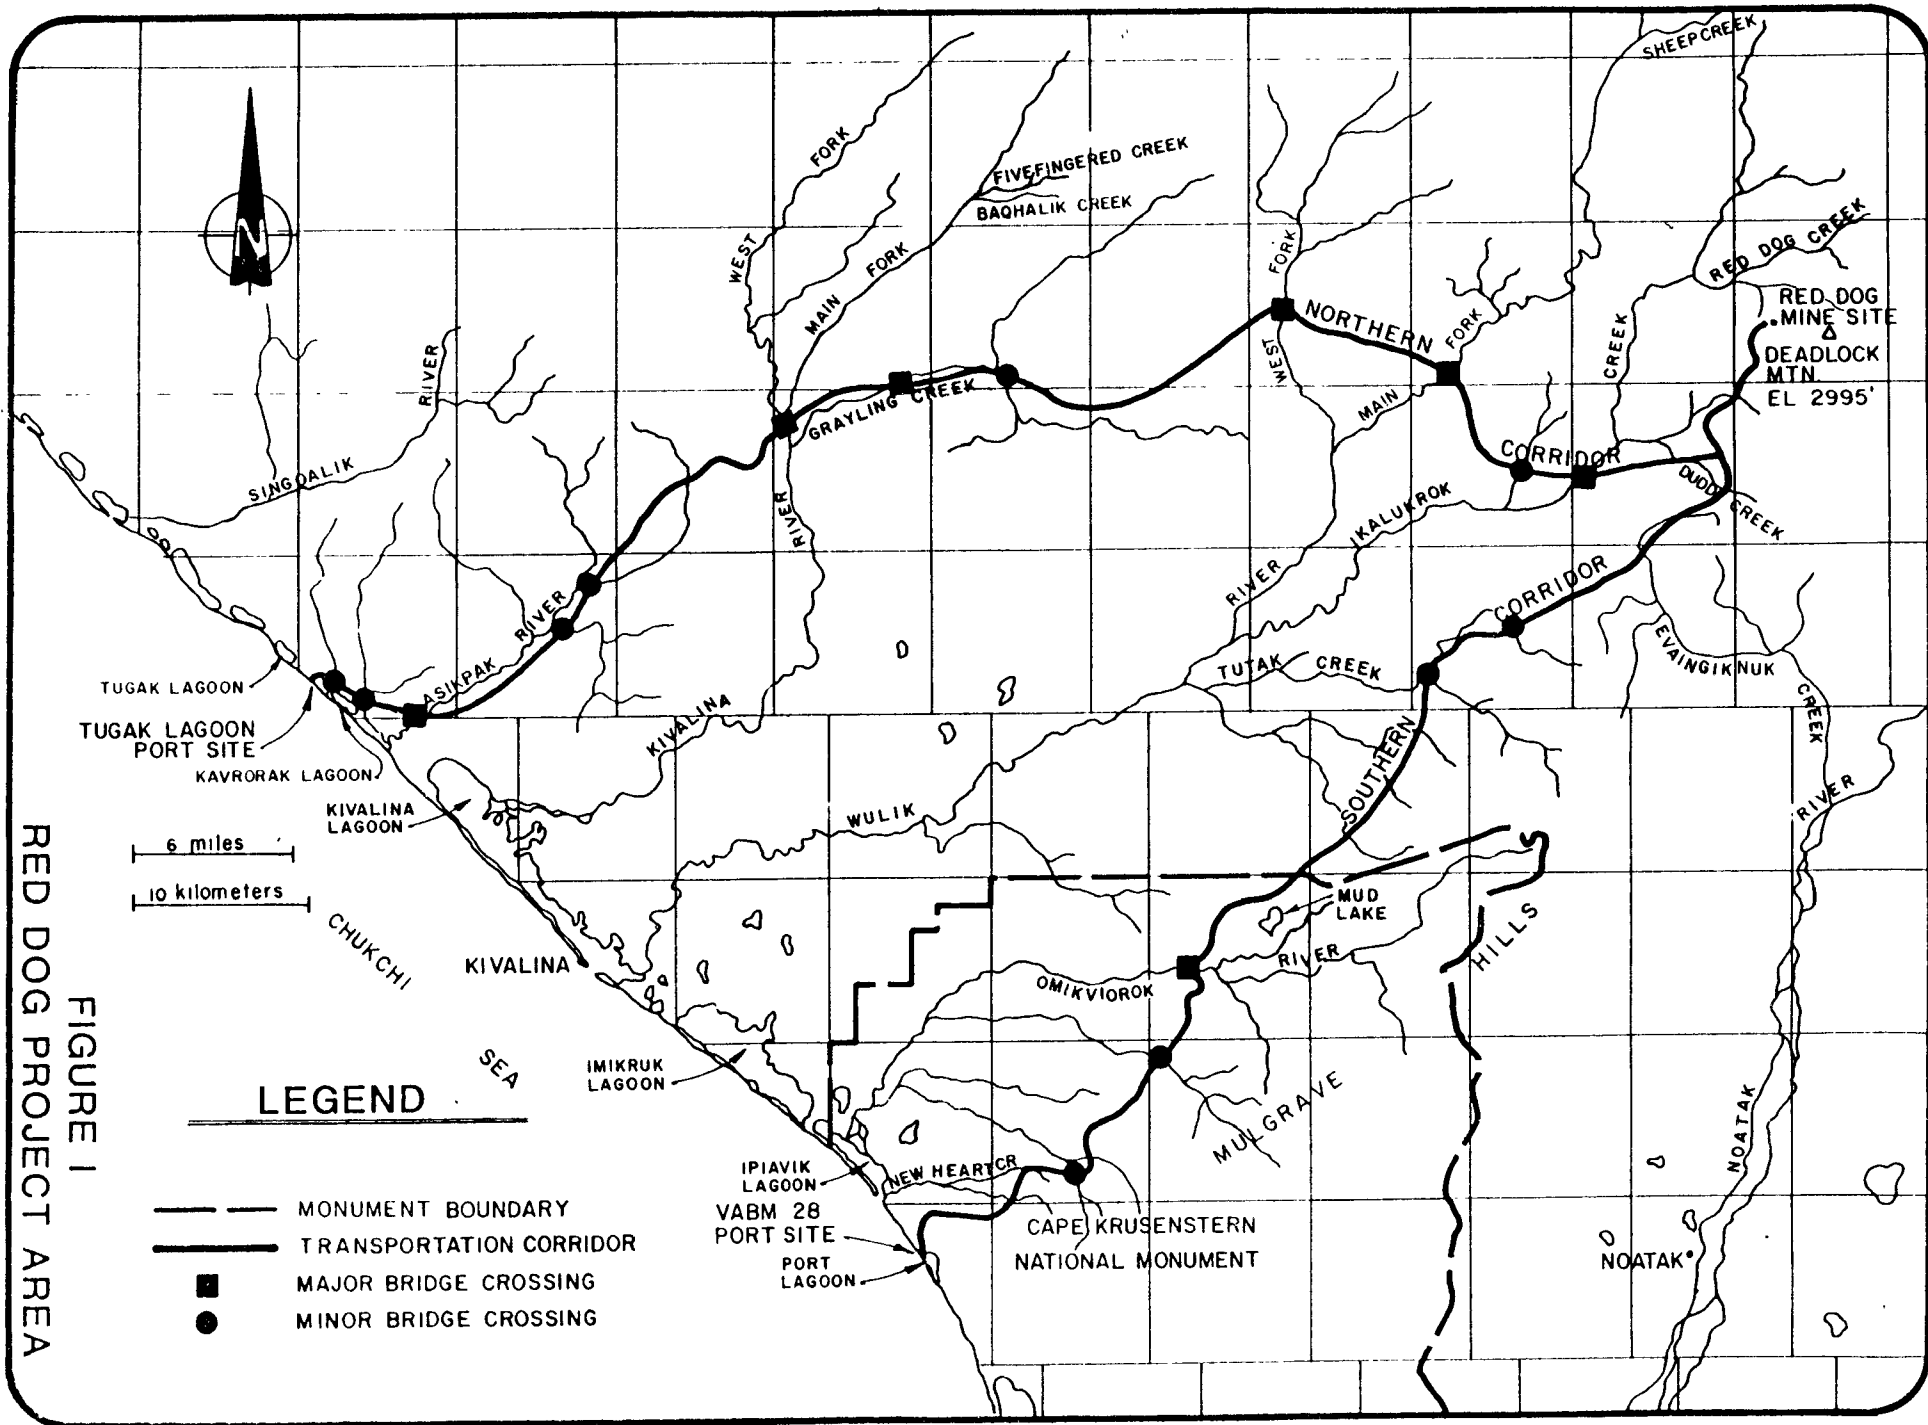 SHEEP CREEK
WEST FORK
FIVEFINGERED CREEK
BAQHALIK CREEK
MAIN FORK
N
WEST FORK
RED DOG CREEK
RED DOG
MINE SITE
DEADLOCK
MTN.
EL 2995'
NORTHERN
CORRIDOR
MAIN FORK
CREEK
GRAYLING CREEK
SINGOALIK RIVER
DUDD CREEK
IKALUKROK
RIVER
RIVER
CORRIDOR
SOUTHERN
EVAINGIKNUK
CREEK
TUTAK CREEK
ASIKPAK RIVER
KIVALINA
TUGAK LAGOON
TUGAK LAGOON
PORT SITE
KAVRORAK LAGOON
KIVALINA
LAGOON
WULIK
RIVER
6 miles
10 kilometers
MUD
LAKE
HILLS
CHUKCHI
SEA
KIVALINA
OMIKVIOROK RIVER
IMIKRUK
LAGOON
MULGRAVE
NOATAK
IPIAVIK
LAGOON
NEW HEART CR
VABM 28
PORT SITE
PORT
LAGOON
CAPE KRUSENSTERN
NATIONAL MONUMENT
NOATAK
LEGEND
MONUMENT BOUNDARY
TRANSPORTATION CORRIDOR
MAJOR BRIDGE CROSSING
MINOR BRIDGE CROSSING
FIGURE I
RED DOG PROJECT AREA